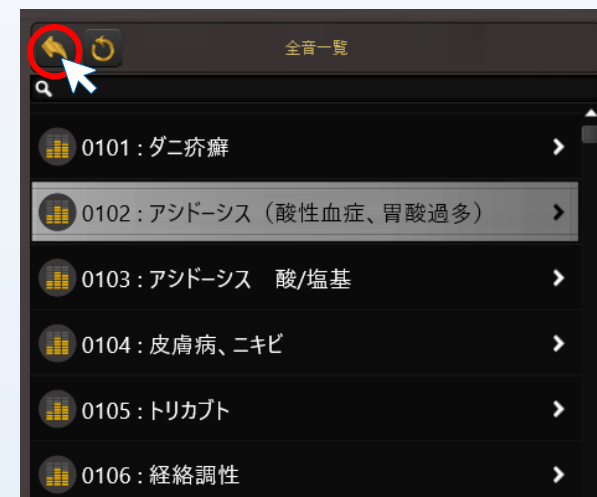 全音一覧
0101 : ダニ疥癬
0102 : アシドーシス（酸性血症、胃酸過多）
0103 : アシドーシス　酸/塩基
0104 : 皮膚病、ニキビ
0105 : トリカブト
0106 : 経絡調性